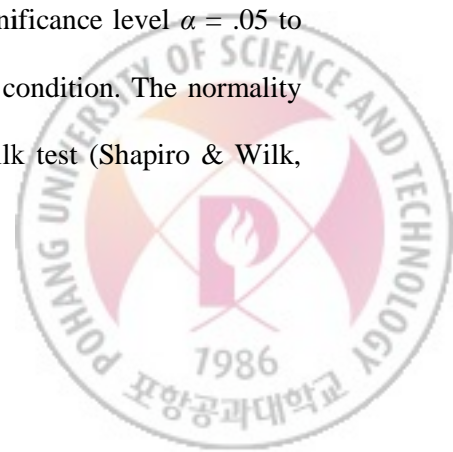 nificance level α = .05 to
condition. The normality
lk test (Shapiro & Wilk,
POHANG UNIVERSITY OF SCIENCE AND TECHNOLOGY
1986
포항공과대학교